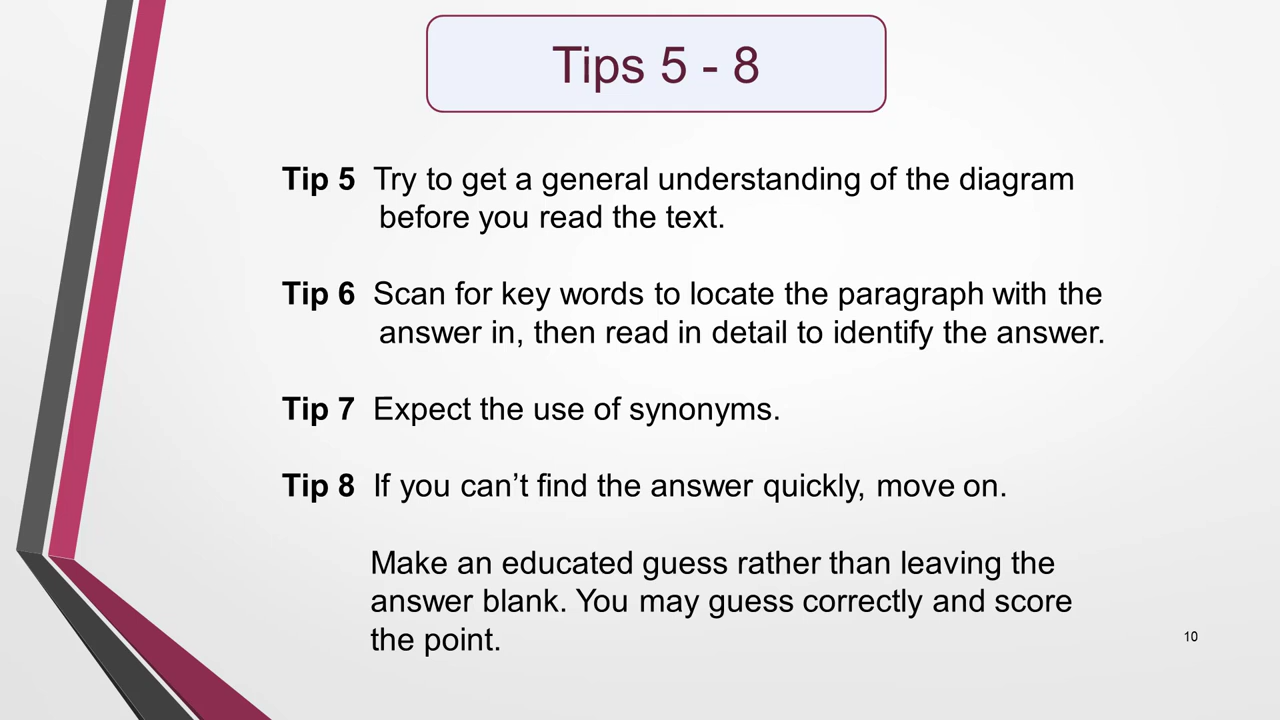 Tips 5 - 8
Tip 5 Try to get a general understanding of the diagram
before you read the text.
Tip 6 Scan for key words to locate the paragraph with the
answer in, then read in detail to identify the answer.
Tip 7 Expect the use of synonyms.
Tip 8 If you can’t find the answer quickly, move on.
Make an educated guess rather than leaving the
answer blank. You may guess correctly and score
the point.
10